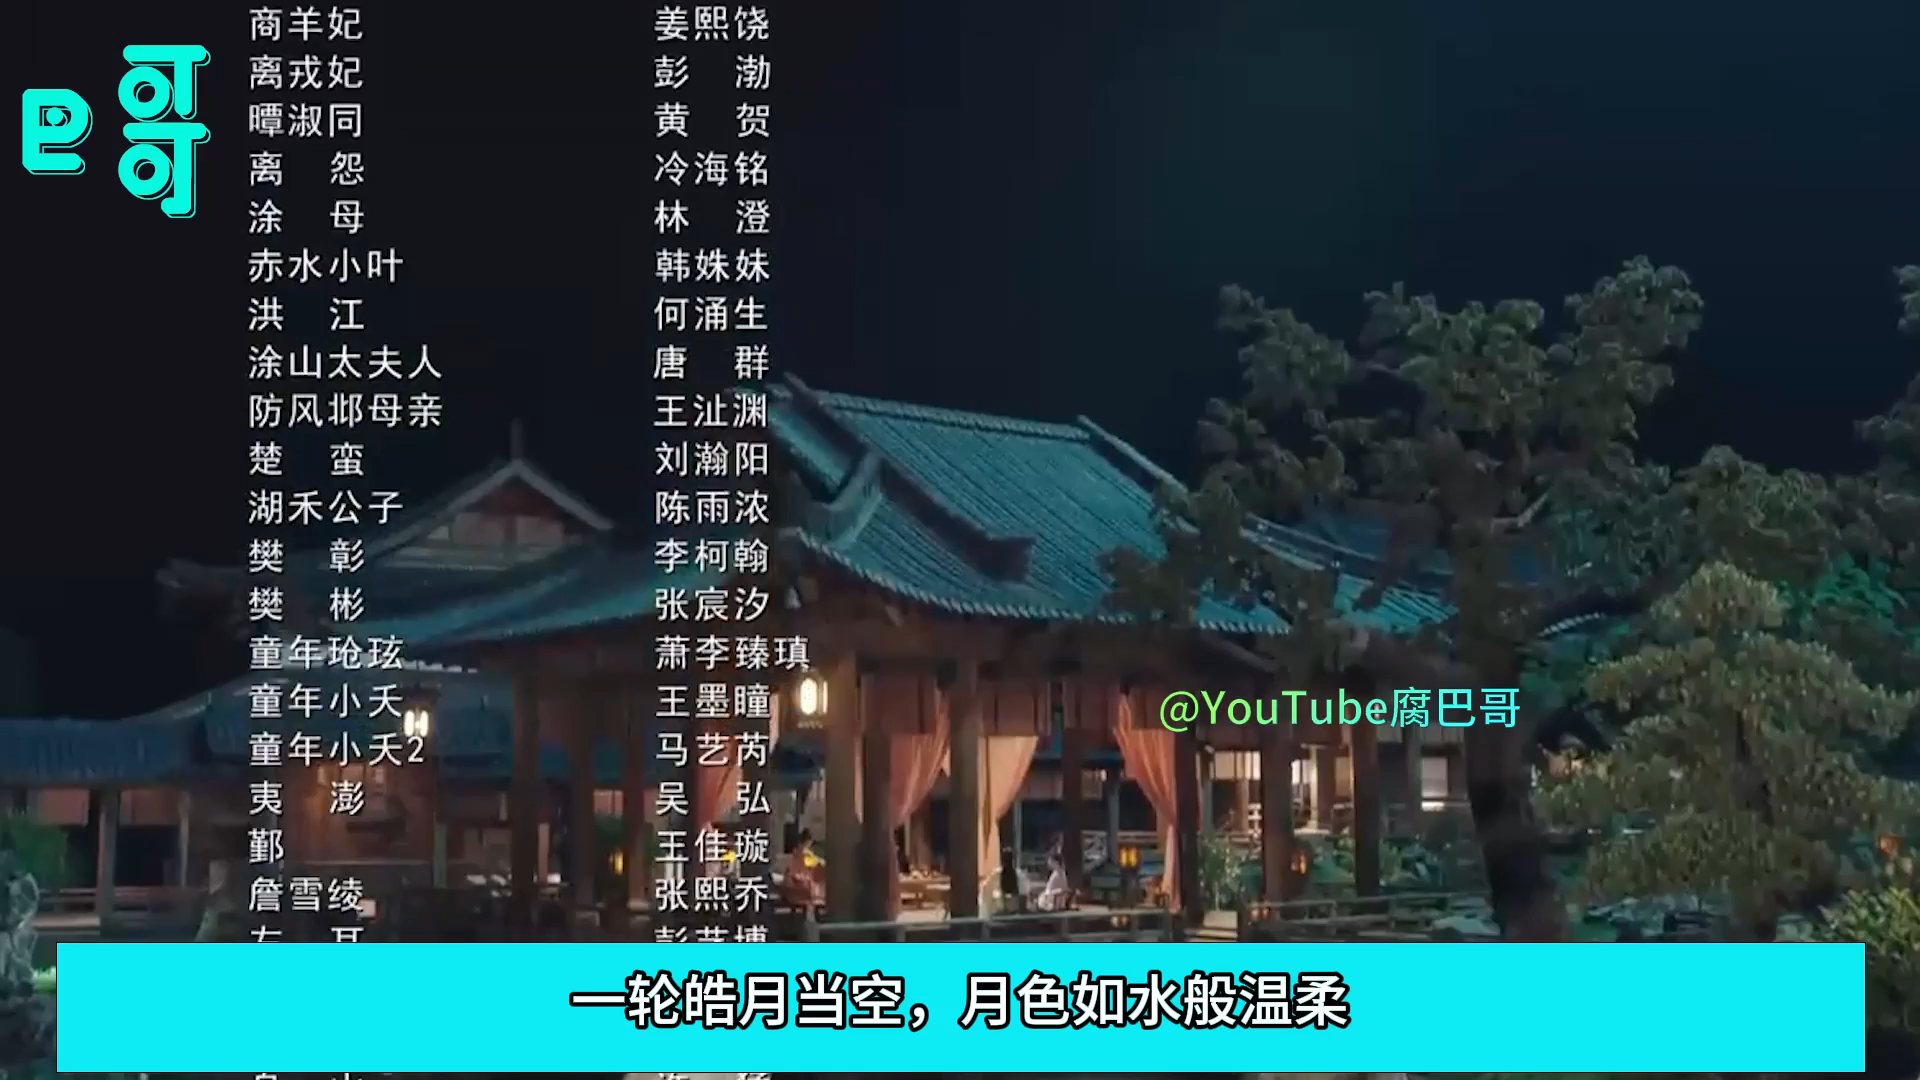 巴哥
商羊妃 姜熙饶
离戎妃 彭 渤
曋淑同 黄 贺
离 怨 冷海铭
涂 母 林 澄
赤水小叶 韩姝妹
洪 江 何涌生
涂山太夫人 唐 群
防风邶母亲 王沚渊
楚 蛮 刘瀚阳
湖禾公子 陈雨浓
樊 彰 李柯翰
樊 彬 张宸汐
童年玱玹 萧李臻瑱
童年小夭 王墨瞳
@YouTube腐巴哥
童年小夭2 马艺芮
夷 澎 吴 弘
鄞 王佳璇
詹雪绫 张熙乔
左 耳 彭艺博
一轮皓月当空，月色如水般温柔